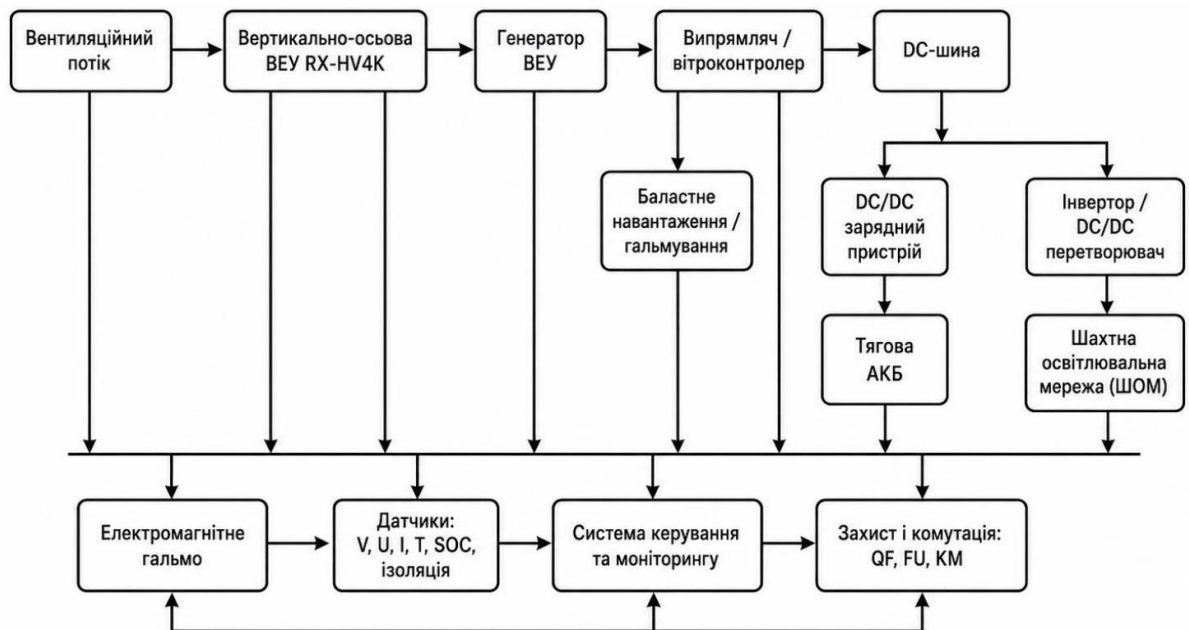 Вентиляційний
потік
Вертикально-осьова
ВЕУ RX-HV4K
Генератор
ВЕУ
Випрямляч /
вітроконтролер
DC-шина
Баластне
навантаження /
гальмування
DC/DC
зарядний
пристрій
Інвертор /
DC/DC
перетворювач
Тягова
АКБ
Шахтна
освітлювальна
мережа (ШОМ)
Електромагнітне
гальмо
Датчики:
V, U, I, T, SOC,
ізоляція
Система керування
та моніторингу
Захист і комутація:
QF, FU, KM